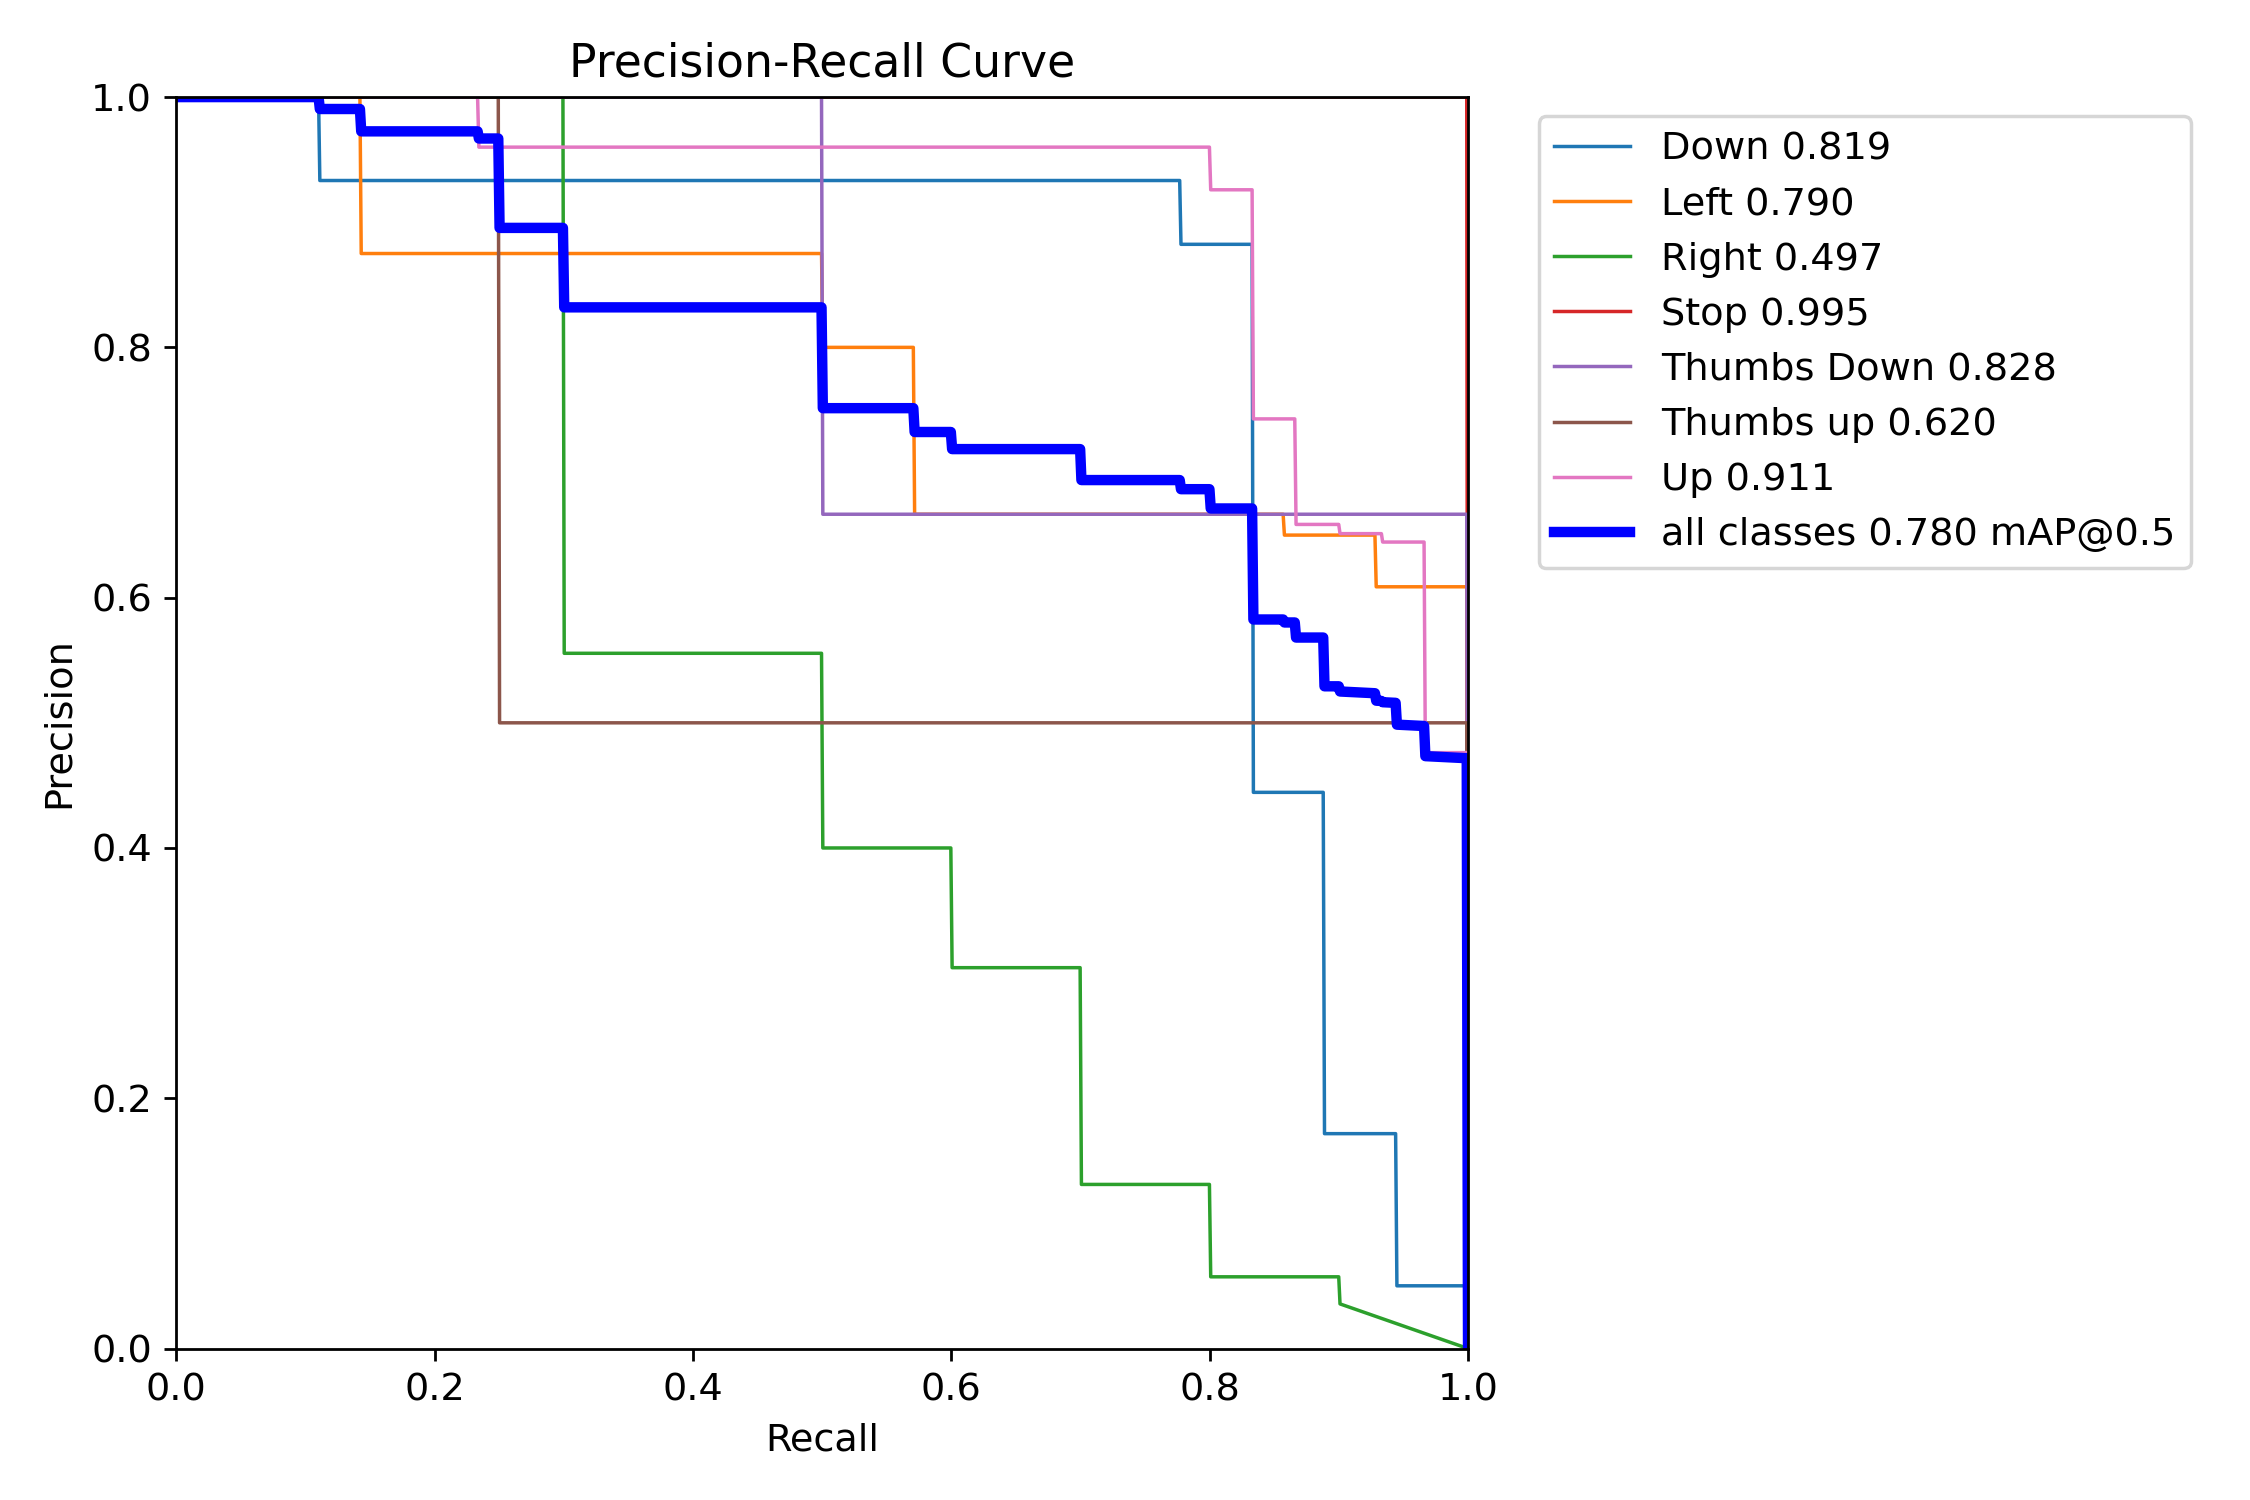 Precision-Recall Curve
1.0
0.8
0.6
0.4
0.2
0.0
Precision
0.0 0.2 0.4 0.6 0.8 1.0
Recall
Down 0.819
Left 0.790
Right 0.497
Stop 0.995
Thumbs Down 0.828
Thumbs up 0.620
Up 0.911
all classes 0.780 mAP@0.5